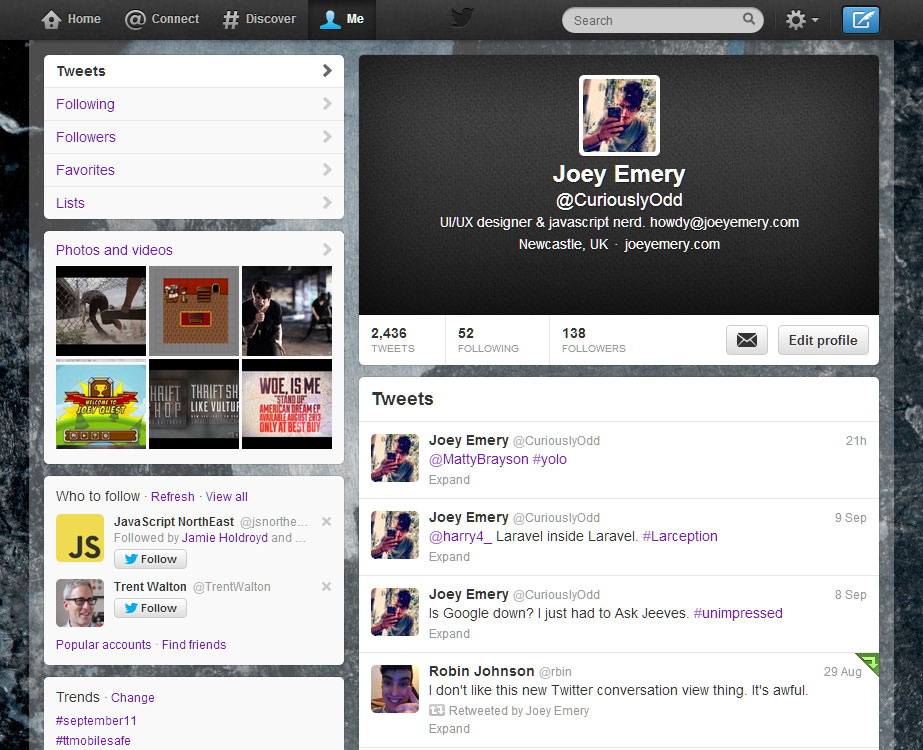 Home
Connect
Discover
Me
Search
Tweets
Following
Followers
Favorites
Lists
Photos and videos
WELCOME TO
JOEY QUEST
THRIFT SH
LIKE VULTU
WOE, IS ME
"STAND UP"
AMERICAN DREAM EP
AVAILABLE AUGUST 2013
ONLY AT BEST BUY
Who to follow · Refresh · View all
JS
JavaScript NorthEast @jsnorthe...
Followed by Jamie Holdroyd and ...
Follow
Trent Walton @TrentWalton
Follow
Popular accounts · Find friends
Trends · Change
#september11
#ttmobilesafe
Joey Emery
@CuriouslyOdd
UI/UX designer & javascript nerd. howdy@joeyemery.com
Newcastle, UK · joeyemery.com
2,436
TWEETS
52
FOLLOWING
138
FOLLOWERS
Edit profile
Tweets
Joey Emery @CuriouslyOdd 21h
@MattyBrayson #yolo
Expand
Joey Emery @CuriouslyOdd 9 Sep
@harry4_ Laravel inside Laravel. #Larception
Expand
Joey Emery @CuriouslyOdd 8 Sep
Is Google down? I just had to Ask Jeeves. #unimpressed
Expand
Robin Johnson @rbin 29 Aug
I don't like this new Twitter conversation view thing. It's awful.
Retweeted by Joey Emery
Expand